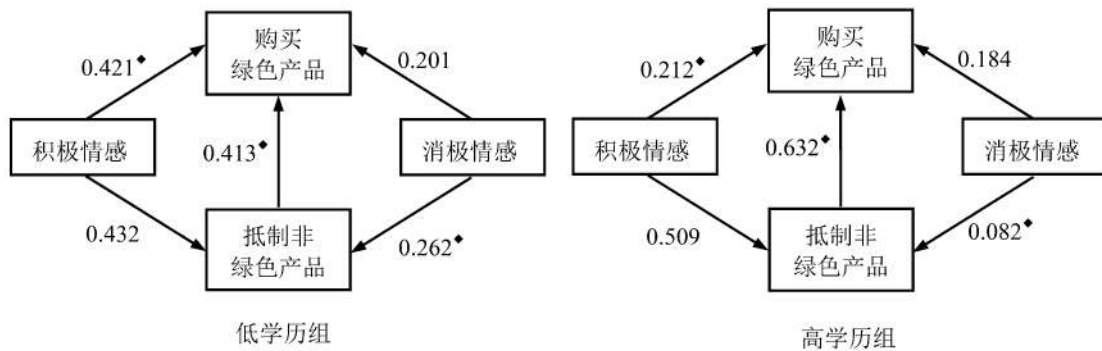 购买
绿色产品
0.421◆
0.201
积极情感
0.413◆
消极情感
0.432
抵制非
绿色产品
0.262◆
低学历组
购买
绿色产品
0.212◆
0.184
积极情感
0.632◆
消极情感
0.509
抵制非
绿色产品
0.082◆
高学历组